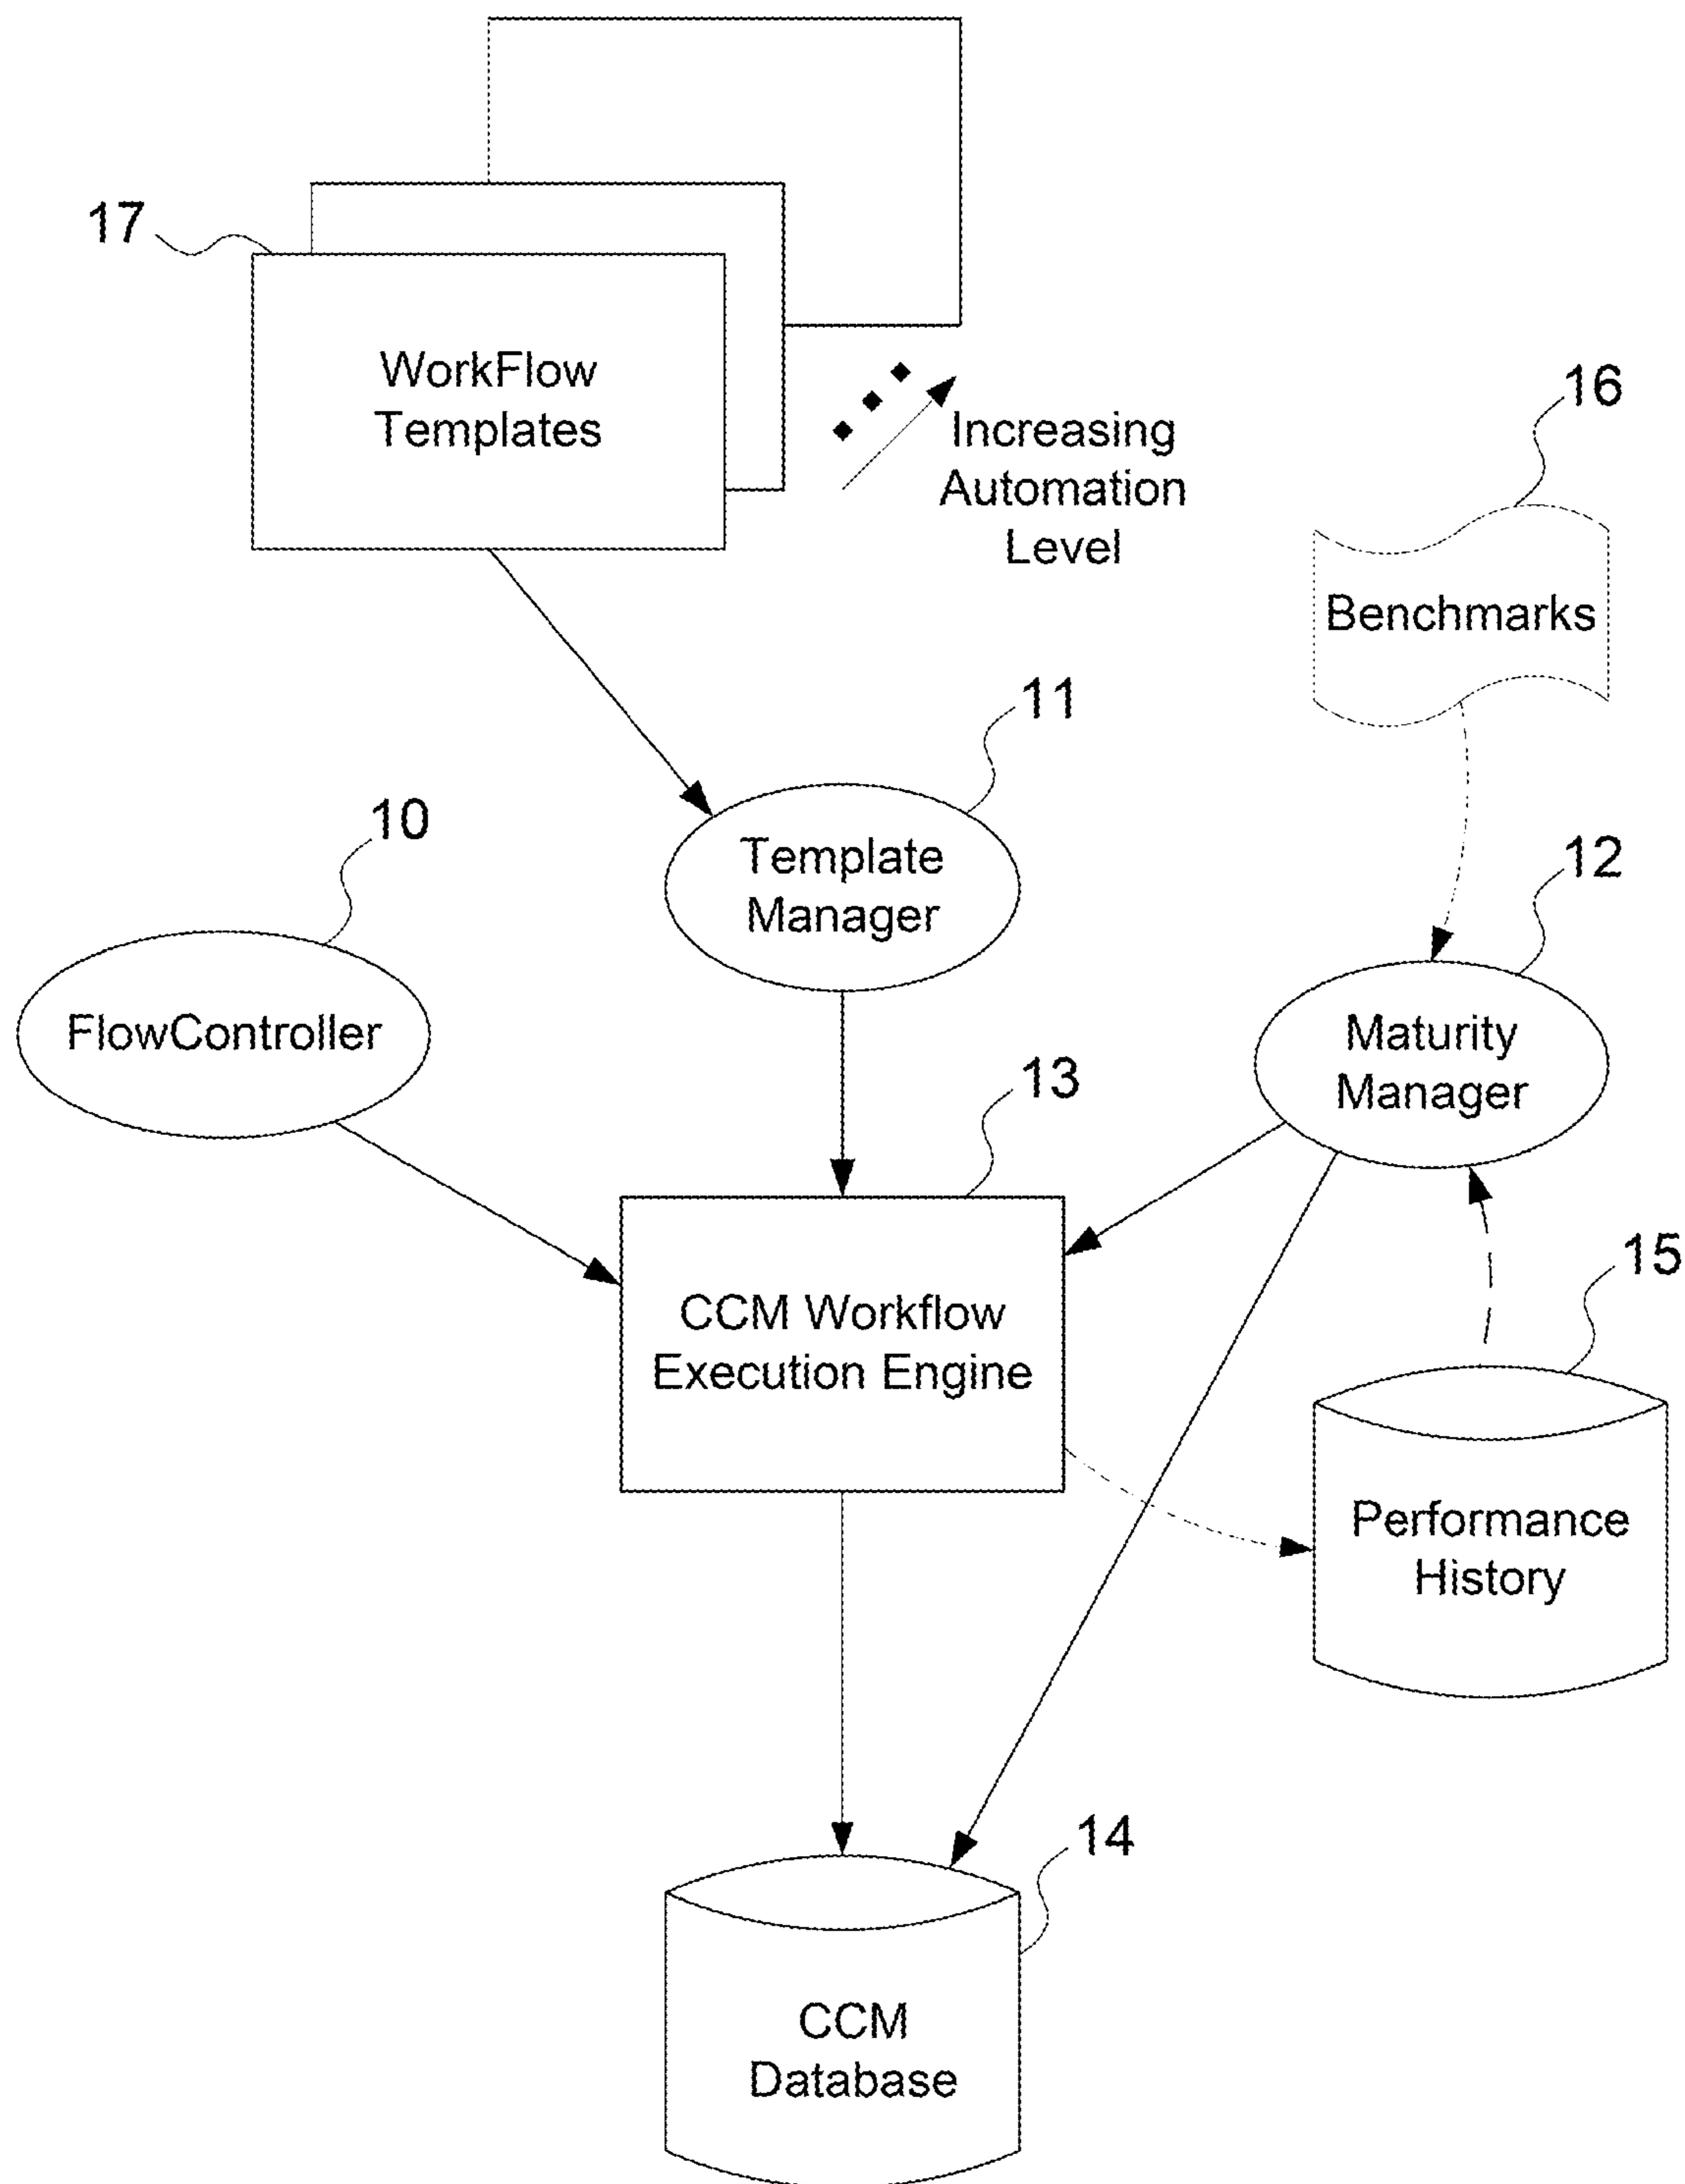 17
WorkFlow
Templates
Increasing
Automation
Level
16
Benchmarks
11
10
Template
Manager
12
FlowController
Maturity
Manager
13
15
CCM Workflow
Execution Engine
Performance
History
14
CCM
Database